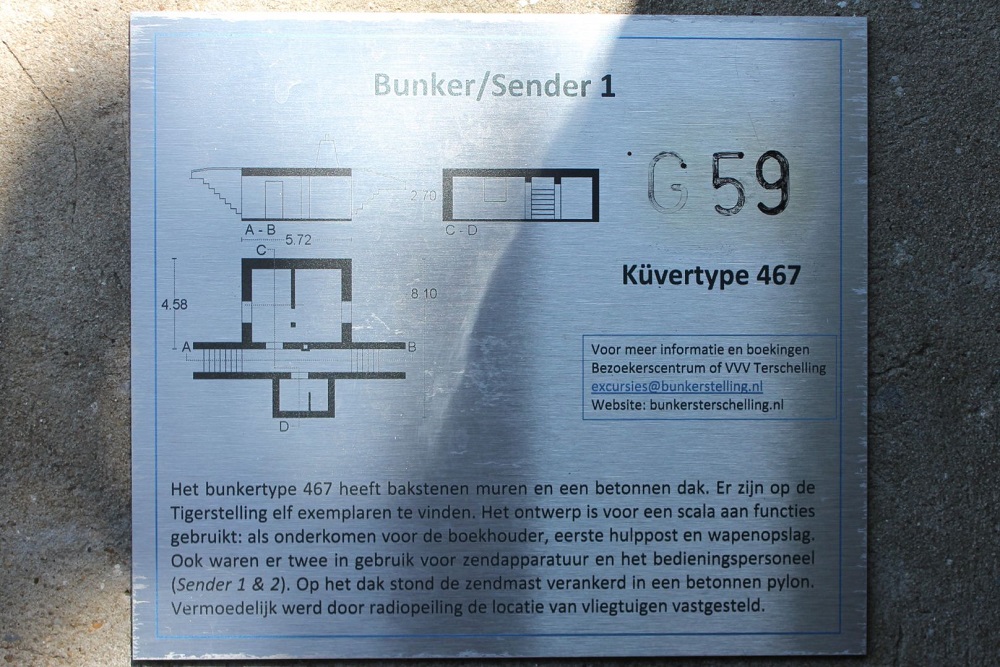 Bunker/Sender 1
G 59
2.70
A - B
C - D
5.72
C
Küvertype 467
4.58
8.10
A
B
D
Voor meer informatie en boekingen
Bezoekerscentrum of VVV Terschelling
excursies@bunkerstelling.nl
Website: bunkersterschelling.nl
Het bunkertype 467 heeft bakstenen muren en een betonnen dak. Er zijn op de
Tigerstelling elf exemplaren te vinden. Het ontwerp is voor een scala aan functies
gebruikt: als onderkomen voor de boekhouder, eerste hulppost en wapenopslag.
Ook waren er twee in gebruik voor zendapparatuur en het bedieningspersoneel
(Sender 1 & 2). Op het dak stond de zendmast verankerd in een betonnen pylon.
Vermoedelijk werd door radiopeiling de locatie van vliegtuigen vastgesteld.